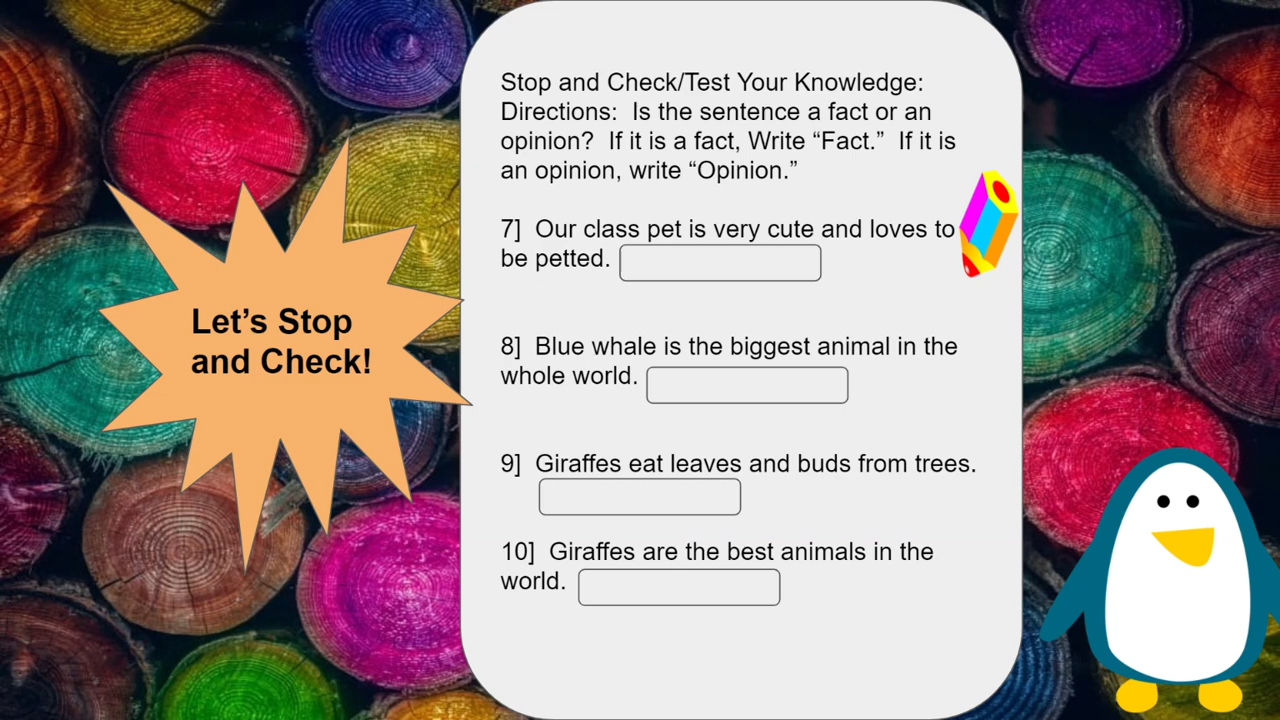 Stop and Check/Test Your Knowledge:
Directions:  Is the sentence a fact or an
opinion?  If it is a fact, Write “Fact.”  If it is
an opinion, write “Opinion.”
7]  Our class pet is very cute and loves to
be petted.
8]  Blue whale is the biggest animal in the
whole world.
9]  Giraffes eat leaves and buds from trees.
10]  Giraffes are the best animals in the
world.
Let’s Stop
and Check!